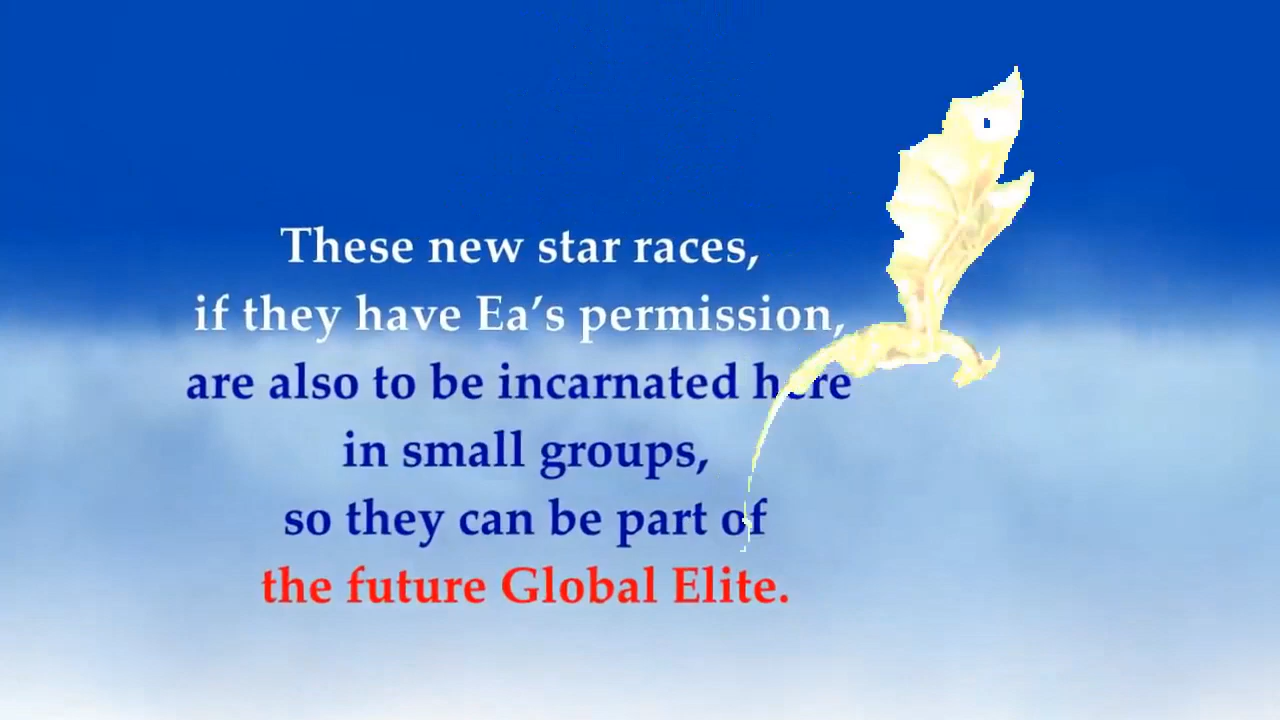 These new star races,
if they have Ea’s permission,
are also to be incarnated here
in small groups,
so they can be part of
the future Global Elite.